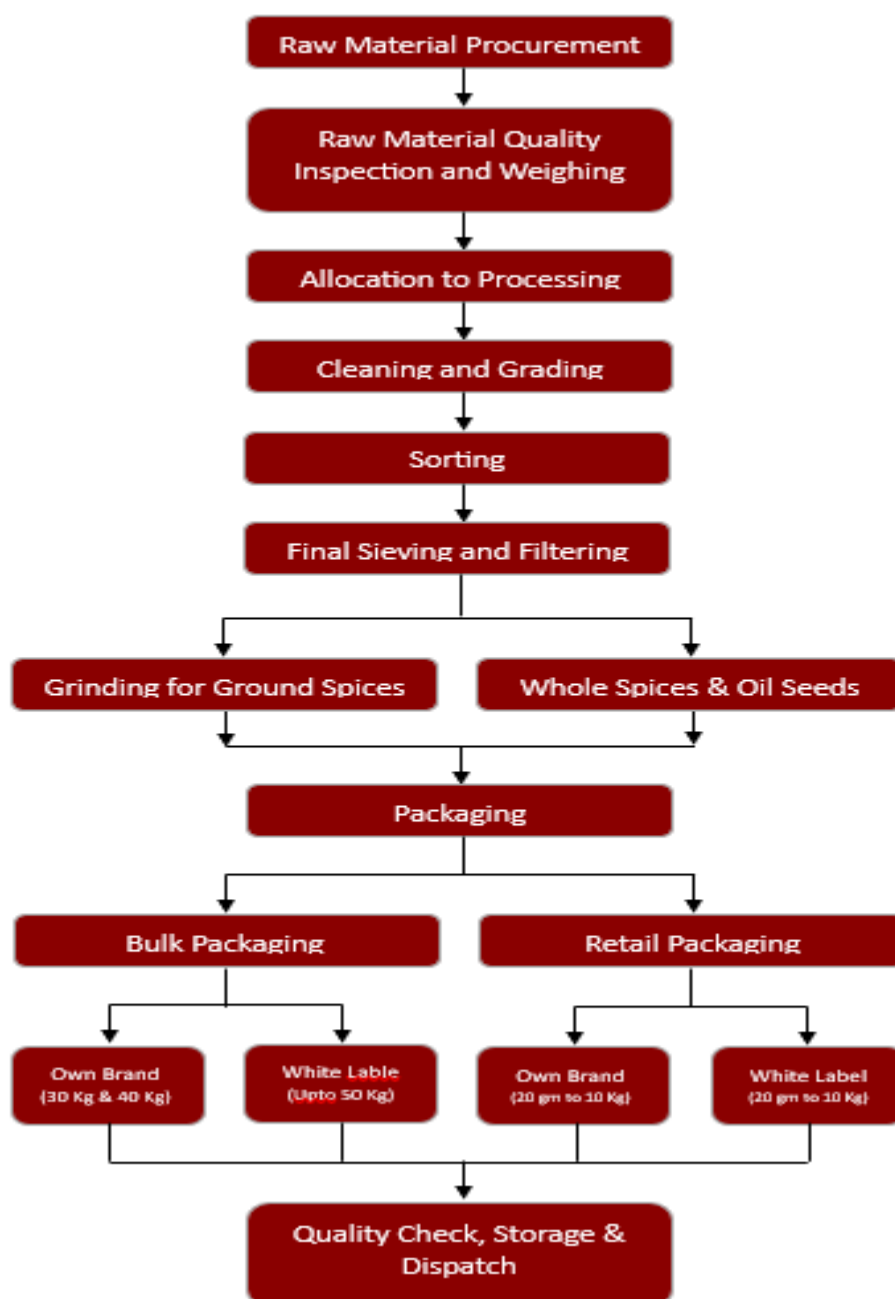 Raw Material Procurement
Raw Material Quality
Inspection and Weighing
Allocation to Processing
Cleaning and Grading
Sorting
Final Sieving and Filtering
Grinding for Ground Spices
Whole Spices & Oil Seeds
Packaging
Bulk Packaging
Retail Packaging
Own Brand
(30 Kg & 40 Kg)
White Lable
(Upto 50 Kg)
Own Brand
(20 gm to 10 Kg)
White Label
(20 gm to 10 Kg)
Quality Check, Storage &
Dispatch